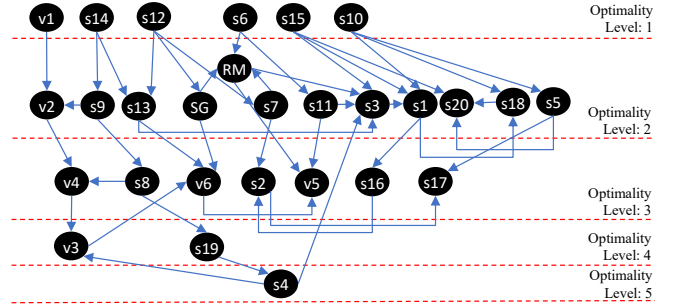 v1 s14 s12 s6 s15 s10 Optimality
Level: 1
RM
v2 s9 s13 SG s7 s11 s3 s1 s20 s18 s5 Optimality
Level: 2
v4 s8 v6 s2 v5 s16 s17 Optimality
Level: 3
v3 s19 Optimality
Level: 4
s4 Optimality
Level: 5